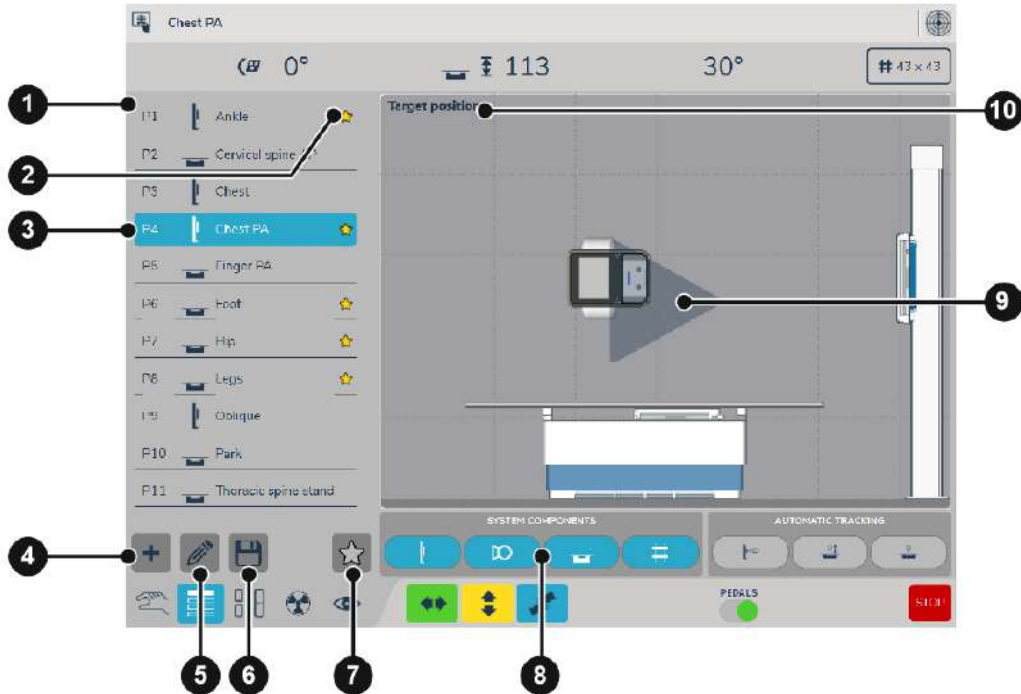 Chest PA
0°
113
30°
43 x 43
1
P1 Ankle
2
P2 Cervical spine
P3 Chest
3
P4 Chest PA
P5 Finger PA
P6 Foot
P7 Hip
P8 Legs
P9 Oblique
P10 Park
P11 Thoracic spine stand
Target position
10
9
SYSTEM COMPONENTS
AUTOMATIC TRACKING
4
PEDALS
STOP
5
6
7
8